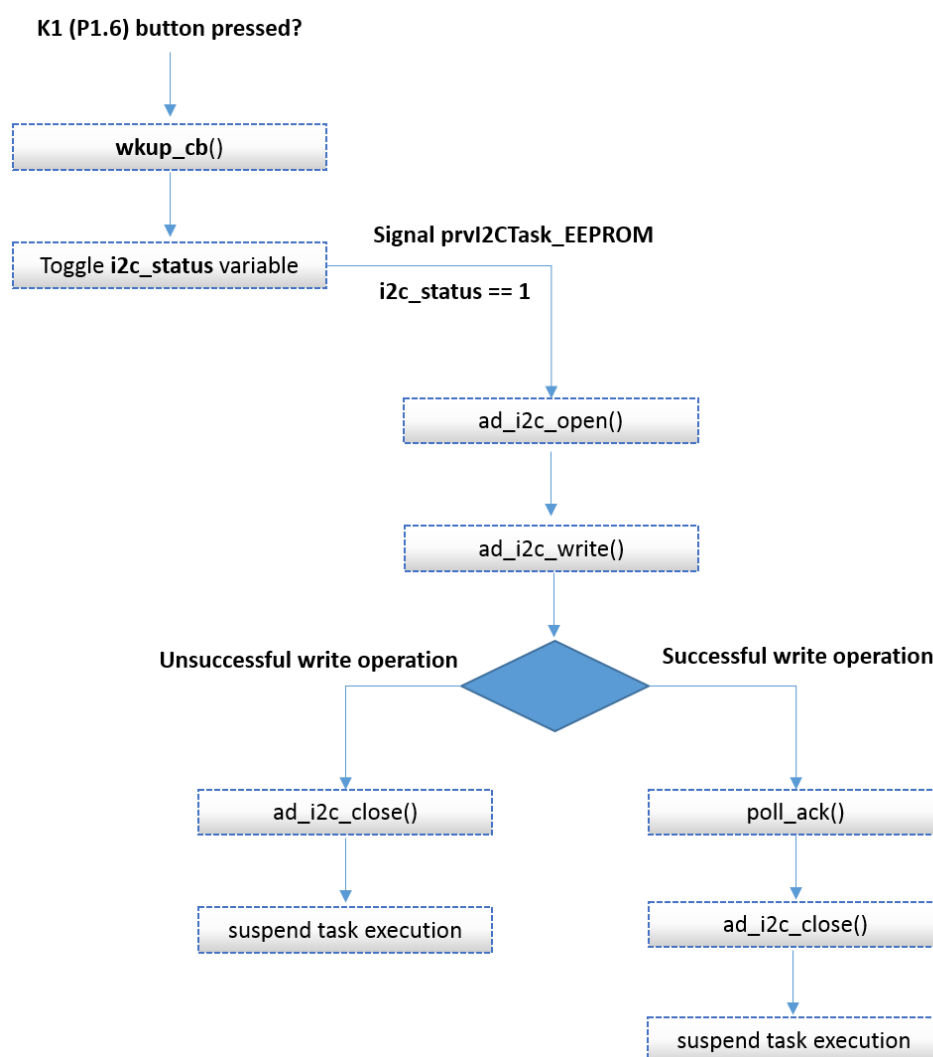 K1 (P1.6) button pressed?
wkup_cb()
Toggle i2c_status variable
Signal prvI2CTask_EEPROM
i2c_status == 1
ad_i2c_open()
ad_i2c_write()
Unsuccessful write operation
Successful write operation
ad_i2c_close()
poll_ack()
suspend task execution
ad_i2c_close()
suspend task execution